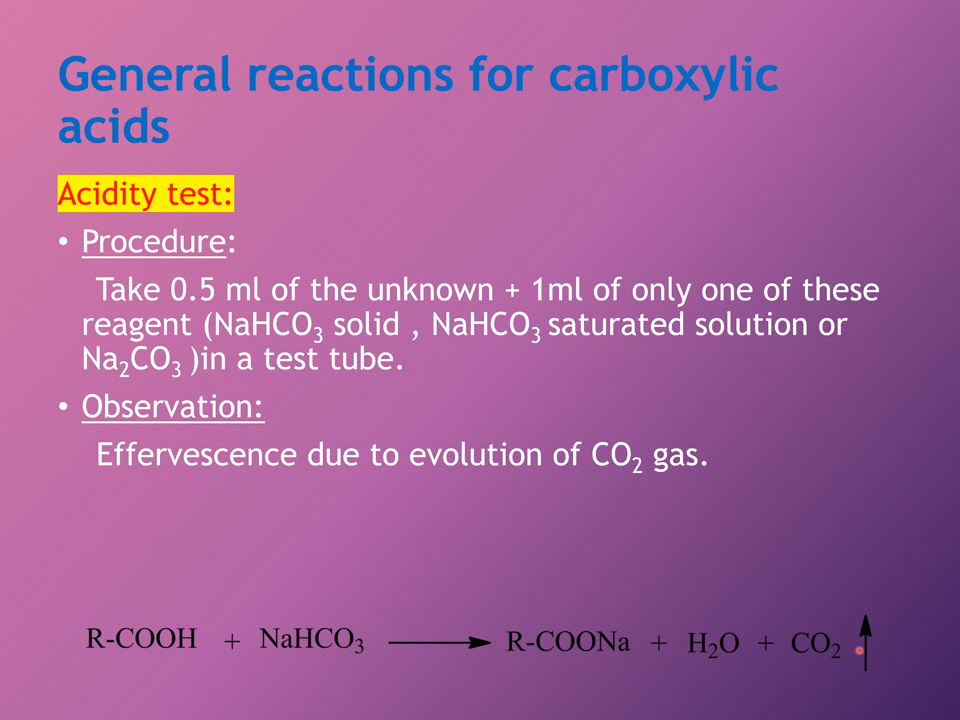 General reactions for carboxylic
acids
Acidity test:
• Procedure:
Take 0.5 ml of the unknown + 1ml of only one of these
reagent (NaHCO₃ solid , NaHCO₃ saturated solution or
Na₂CO₃ )in a test tube.
• Observation:
Effervescence due to evolution of CO₂ gas.
R-COOH + NaHCO₃ ⟶ R-COONa + H₂O + CO₂ ↑